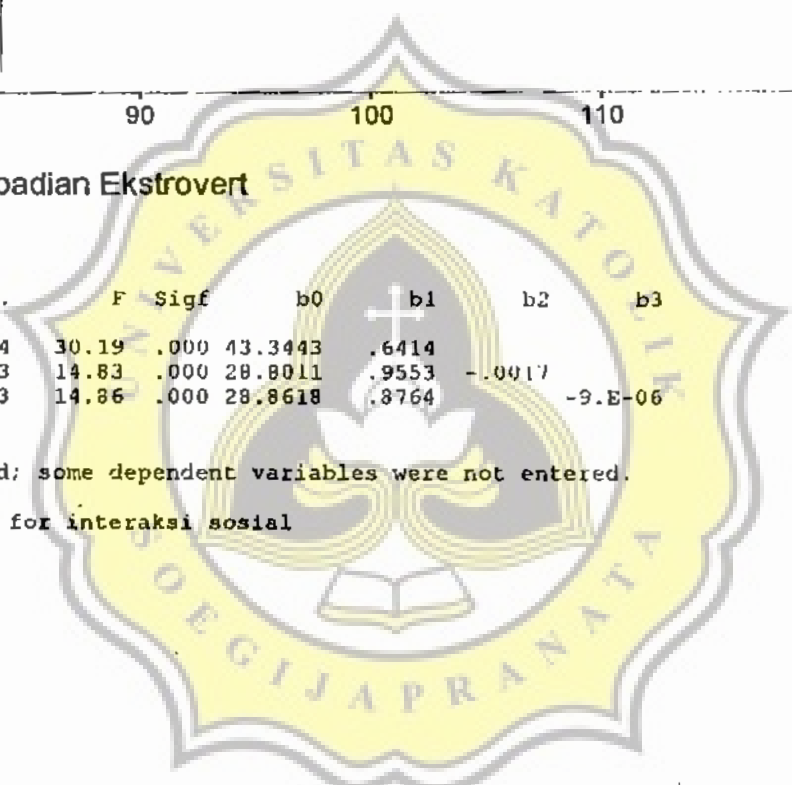 90 100 110
badian Ekstrovert
. F Sigf b0 b1 b2 b3
4 30.19 .000 43.3443 .6414
3 14.83 .000 28.8011 .9553 -.0017
3 14.86 .000 28.8618 .8764 -9.E-06
d; some dependent variables were not entered.
for interaksi sosial
UNIVERSITAS KATOLIK
SOEGIJAPRANATA